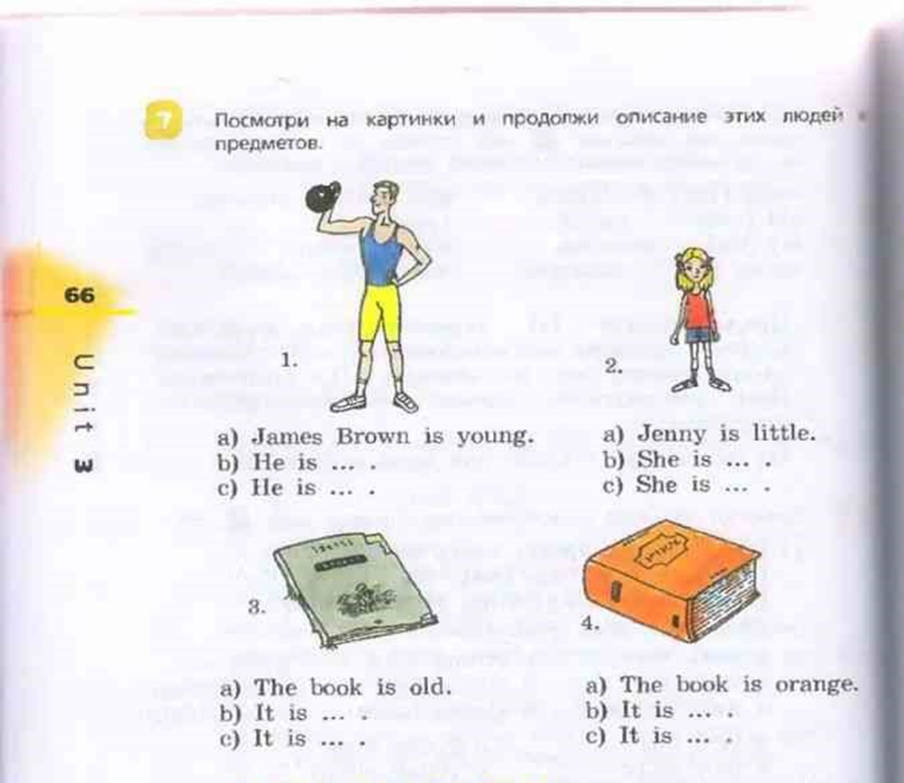 7 Посмотри на картинки и продолжи описание этих людей и
предметов.
66
Unit 3
1.
2.
a) James Brown is young.
b) He is ... .
c) He is ... .
a) Jenny is little.
b) She is ... .
c) She is ... .
3.
4.
a) The book is old.
b) It is ... .
c) It is ... .
a) The book is orange.
b) It is ... .
c) It is ... .